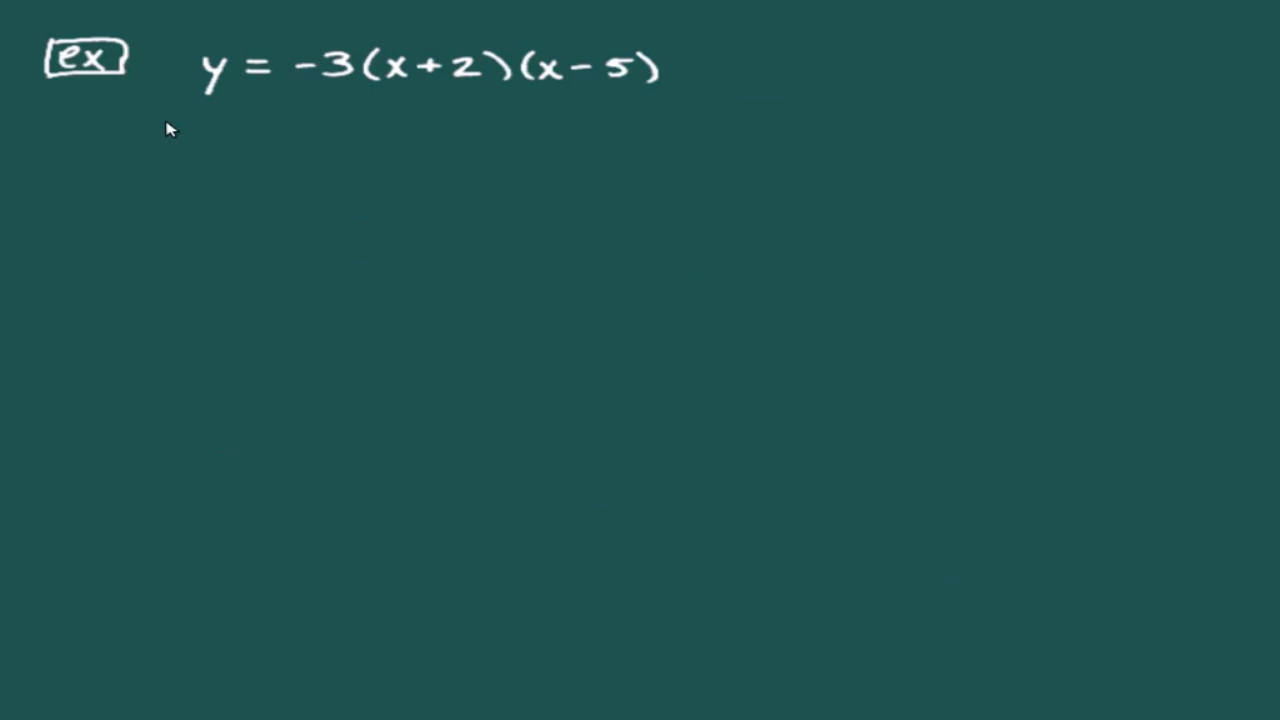 ex y = -3(x+2)(x-5)